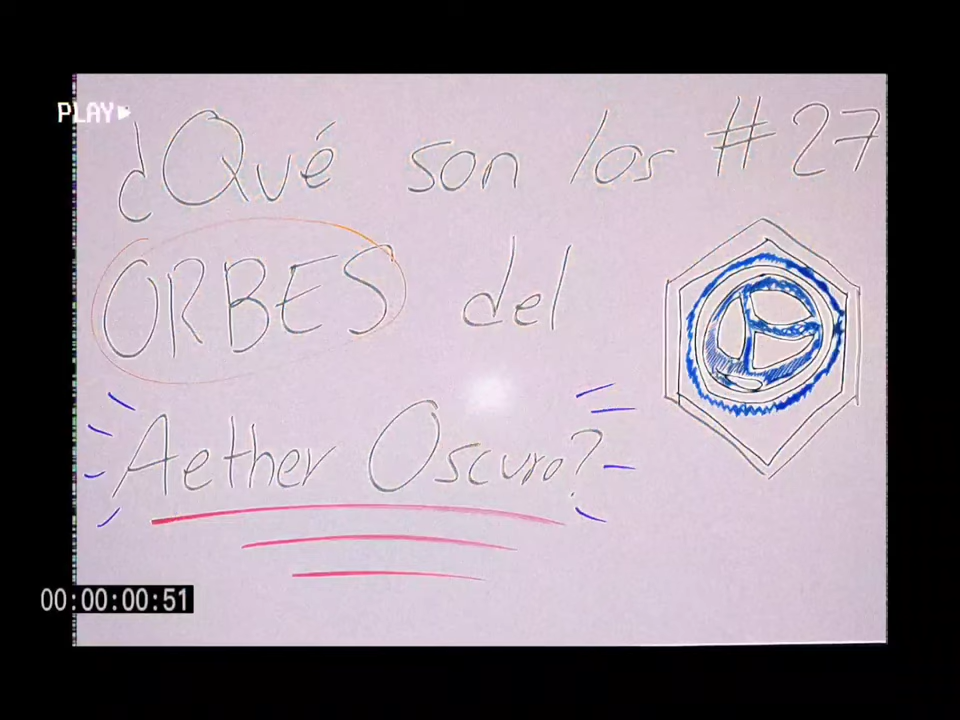 PLAY
¿Qué son los #27
ORBES del
Aether Oscuro?
00:00:00:51